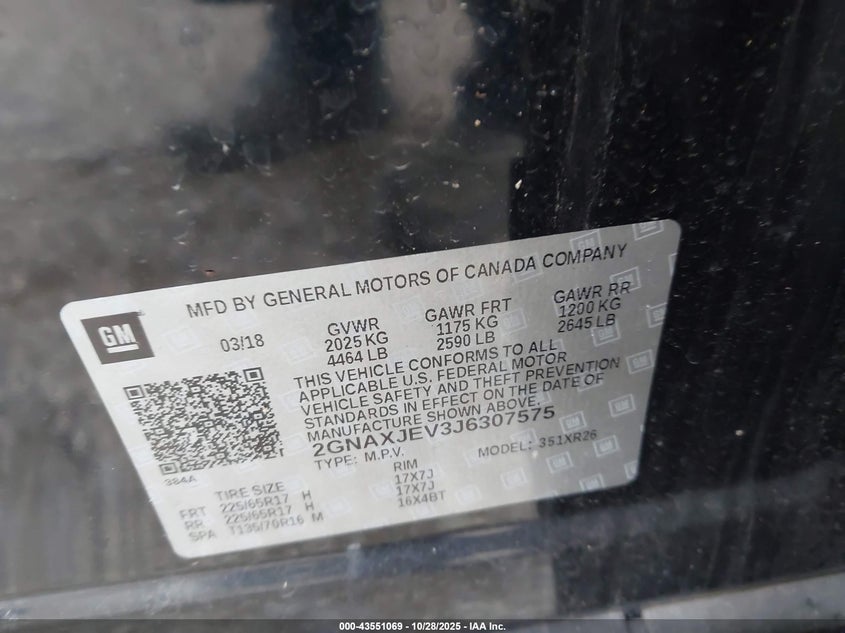 MFD BY GENERAL MOTORS OF CANADA COMPANY
GM
03/18
GVWR
2025 KG
4464 LB
GAWR FRT
1175 KG
2590 LB
GAWR RR
1200 KG
2645 LB
THIS VEHICLE CONFORMS TO ALL
APPLICABLE U.S. FEDERAL MOTOR
VEHICLE SAFETY AND THEFT PREVENTION
STANDARDS IN EFFECT ON THE DATE OF
MANUFACTURE SHOWN ABOVE.
2GNAXJEV3J6307575
TYPE: M.P.V. MODEL: 351XR26
384A
TIRE SIZE RIM
FRT 225/65R17 H 17X7J
RR 225/65R17 H 17X7J
SPA T135/70R16 M 16X4BT
000-43551069 | 10/28/2025 - IAA Inc.